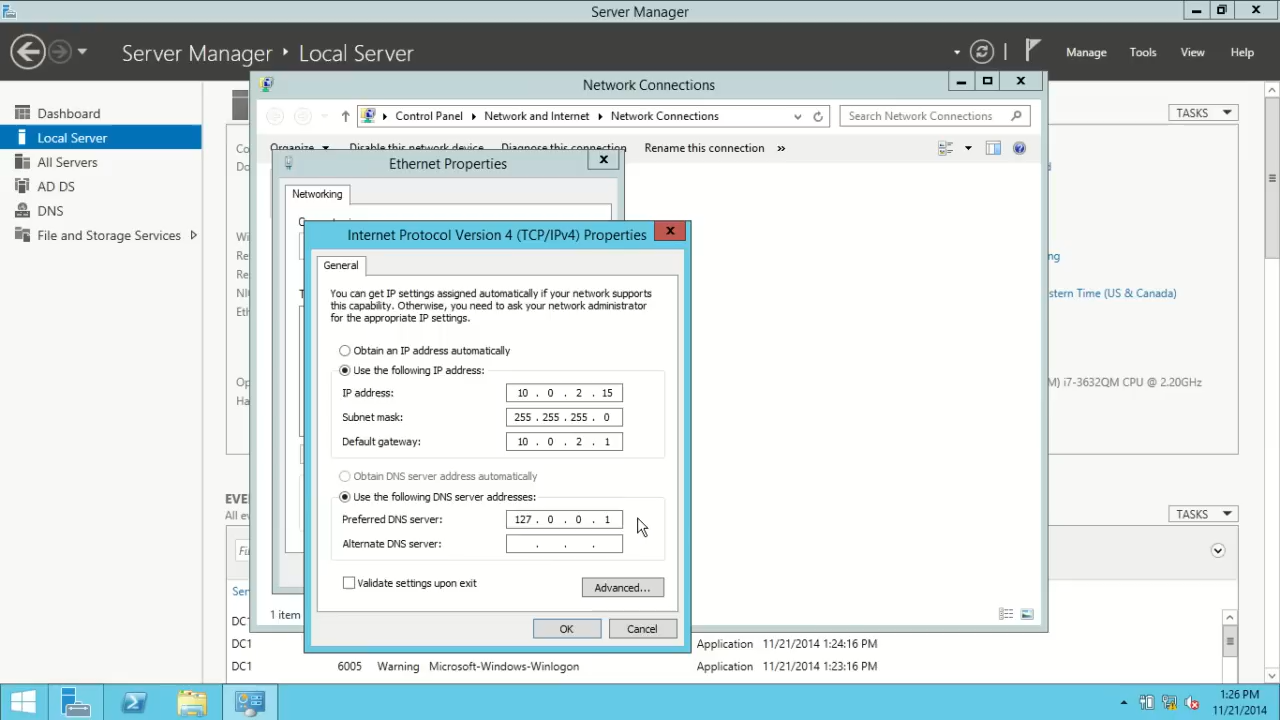 Server Manager
Server Manager ‣ Local Server
Manage Tools View Help
Dashboard
Local Server
All Servers
AD DS
DNS
File and Storage Services
TASKS
Network Connections
Control Panel Network and Internet Network Connections
Search Network Connections
Organize Disable this network device Diagnose this connection Rename this connection »
Ethernet Properties
Networking
Internet Protocol Version 4 (TCP/IPv4) Properties
General
You can get IP settings assigned automatically if your network supports
this capability. Otherwise, you need to ask your network administrator
for the appropriate IP settings.
Obtain an IP address automatically
Use the following IP address:
IP address: 10 . 0 . 2 . 15
Subnet mask: 255 . 255 . 255 . 0
Default gateway: 10 . 0 . 2 . 1
Obtain DNS server address automatically
Use the following DNS server addresses:
Preferred DNS server: 127 . 0 . 0 . 1
Alternate DNS server: . . .
Validate settings upon exit
Advanced...
OK Cancel
1 item
stern Time (US & Canada)
M) i7-3632QM CPU @ 2.20GHz
EVE
All ev
TASKS
Fil
Ser
DC1
Application 11/21/2014 1:24:16 PM
DC1 6005 Warning Microsoft-Windows-Winlogon Application 11/21/2014 1:23:16 PM
DC1
1:26 PM
11/21/2014